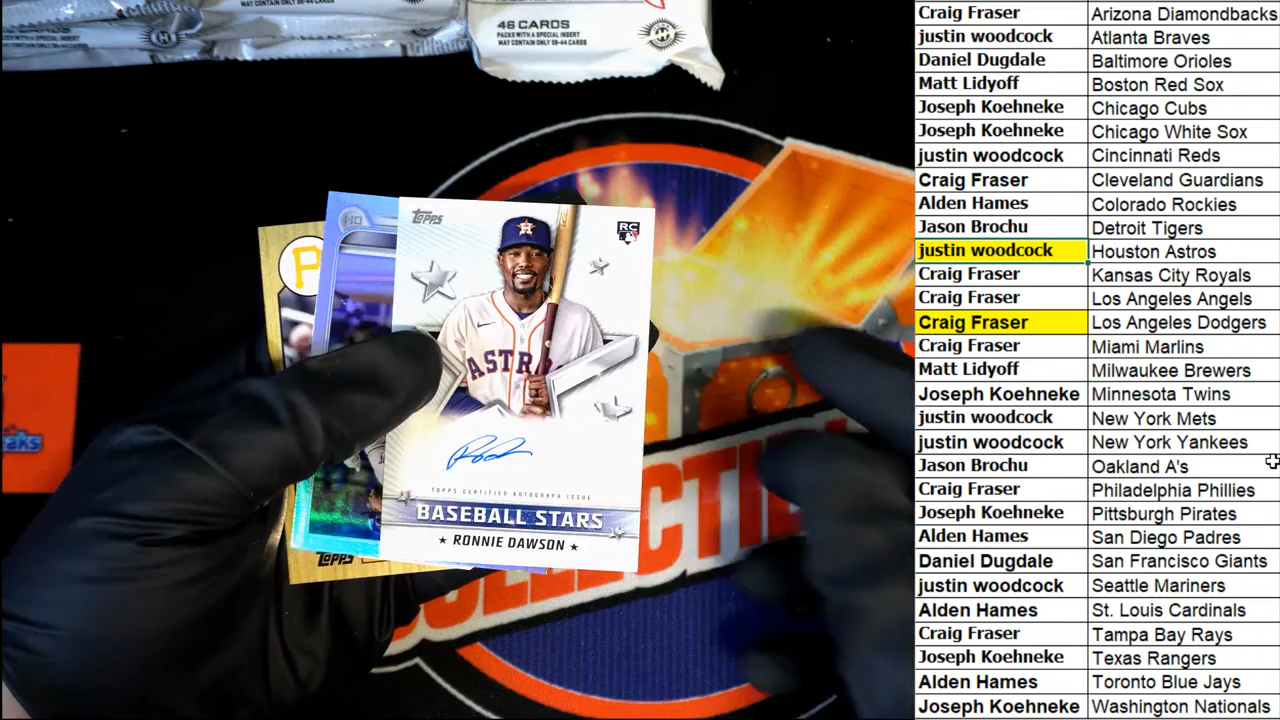 46 CARDS
PACKS WITH A SPECIAL INSERT
MAY CONTAIN ONLY 38-44 CARDS
Topps
RC
HO
P
ASTR
TOPPS CERTIFIED AUTOGRAPH ISSUE
BASEBALL STARS
★ RONNIE DAWSON ★
Topps
Craig Fraser Arizona Diamondbacks
justin woodcock Atlanta Braves
Daniel Dugdale Baltimore Orioles
Matt Lidyoff Boston Red Sox
Joseph Koehneke Chicago Cubs
Joseph Koehneke Chicago White Sox
justin woodcock Cincinnati Reds
Craig Fraser Cleveland Guardians
Alden Hames Colorado Rockies
Jason Brochu Detroit Tigers
justin woodcock Houston Astros
Craig Fraser Kansas City Royals
Craig Fraser Los Angeles Angels
Craig Fraser Los Angeles Dodgers
Craig Fraser Miami Marlins
Matt Lidyoff Milwaukee Brewers
Joseph Koehneke Minnesota Twins
justin woodcock New York Mets
justin woodcock New York Yankees
Jason Brochu Oakland A's
Craig Fraser Philadelphia Phillies
Joseph Koehneke Pittsburgh Pirates
Alden Hames San Diego Padres
Daniel Dugdale San Francisco Giants
justin woodcock Seattle Mariners
Alden Hames St. Louis Cardinals
Craig Fraser Tampa Bay Rays
Joseph Koehneke Texas Rangers
Alden Hames Toronto Blue Jays
Joseph Koehneke Washington Nationals